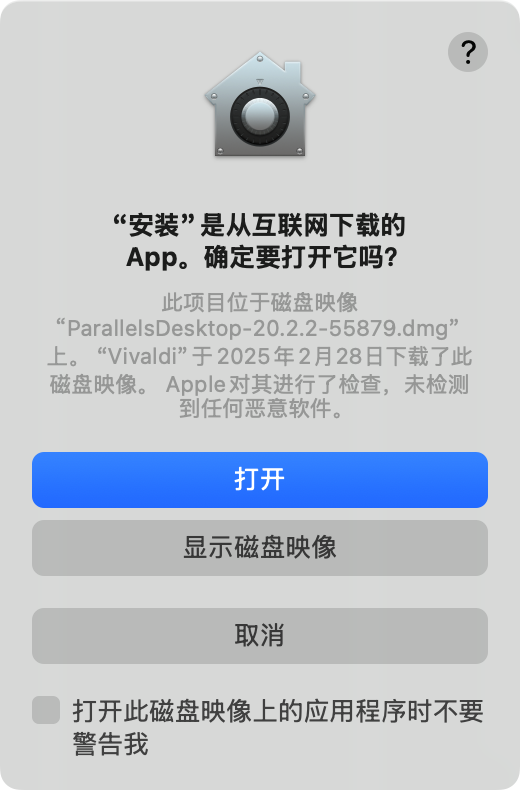 ?
“安装”是从互联网下载的
App。确定要打开它吗?
此项目位于磁盘映像
“ParallelsDesktop-20.2.2-55879.dmg”
上。“Vivaldi”于2025年2月28日下载了此
磁盘映像。 Apple对其进行了检查，未检测
到任何恶意软件。
打开
显示磁盘映像
取消
打开此磁盘映像上的应用程序时不要
警告我